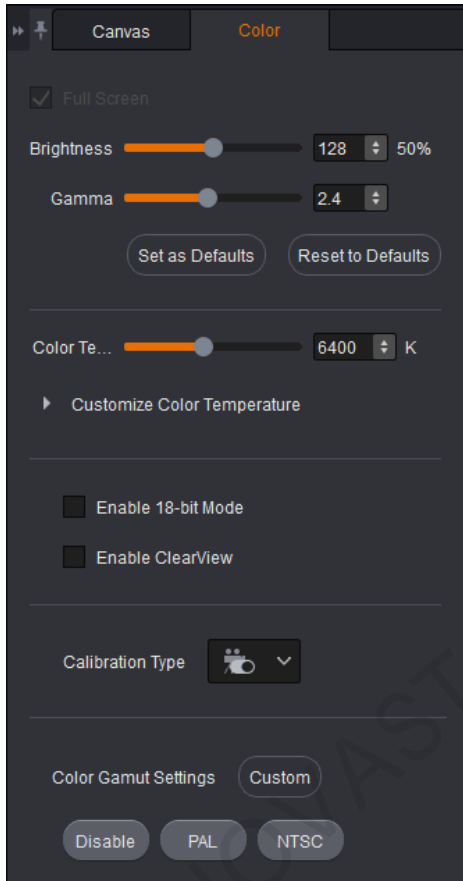 Canvas Color
Full Screen
Brightness 128 50%
Gamma 2.4
Set as Defaults Reset to Defaults
Color Te... 6400 K
Customize Color Temperature
Enable 18-bit Mode
Enable ClearView
Calibration Type
Color Gamut Settings Custom
Disable PAL NTSC